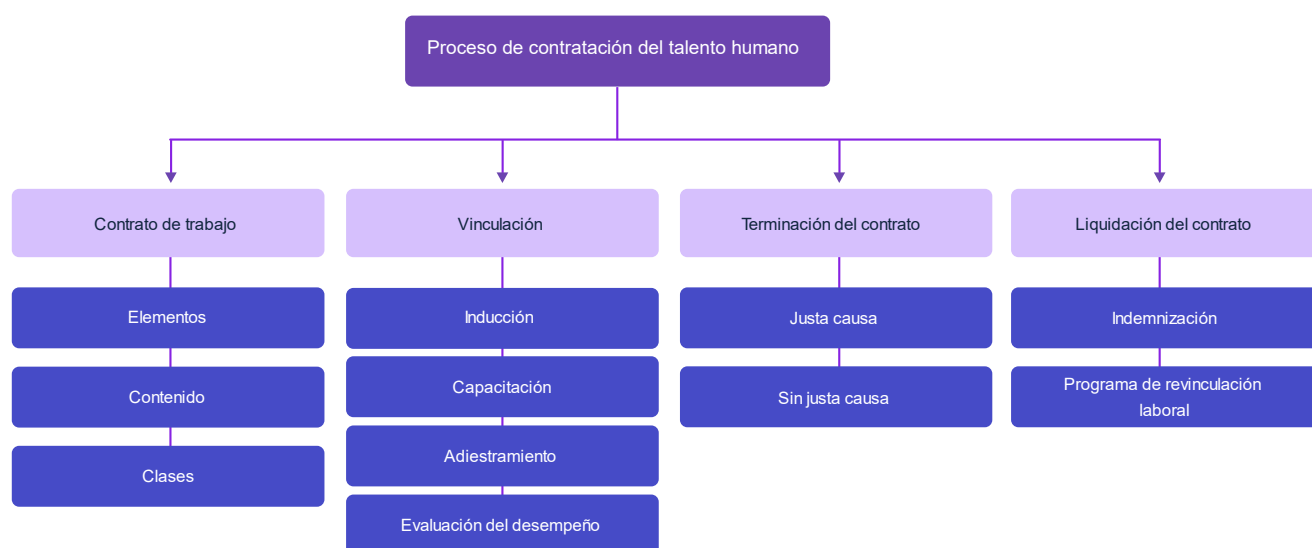 Proceso de contratación del talento humano
Contrato de trabajo
Elementos
Contenido
Clases
Vinculación
Inducción
Capacitación
Adiestramiento
Evaluación del desempeño
Terminación del contrato
Justa causa
Sin justa causa
Liquidación del contrato
Indemnización
Programa de revinculación
laboral